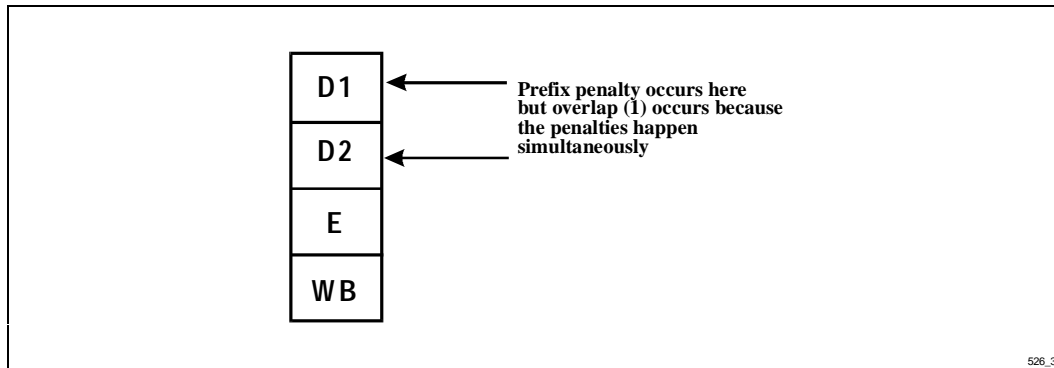 D1
Prefix penalty occurs here
but overlap (1) occurs because
the penalties happen
simultaneously
D2
E
WB
526_3